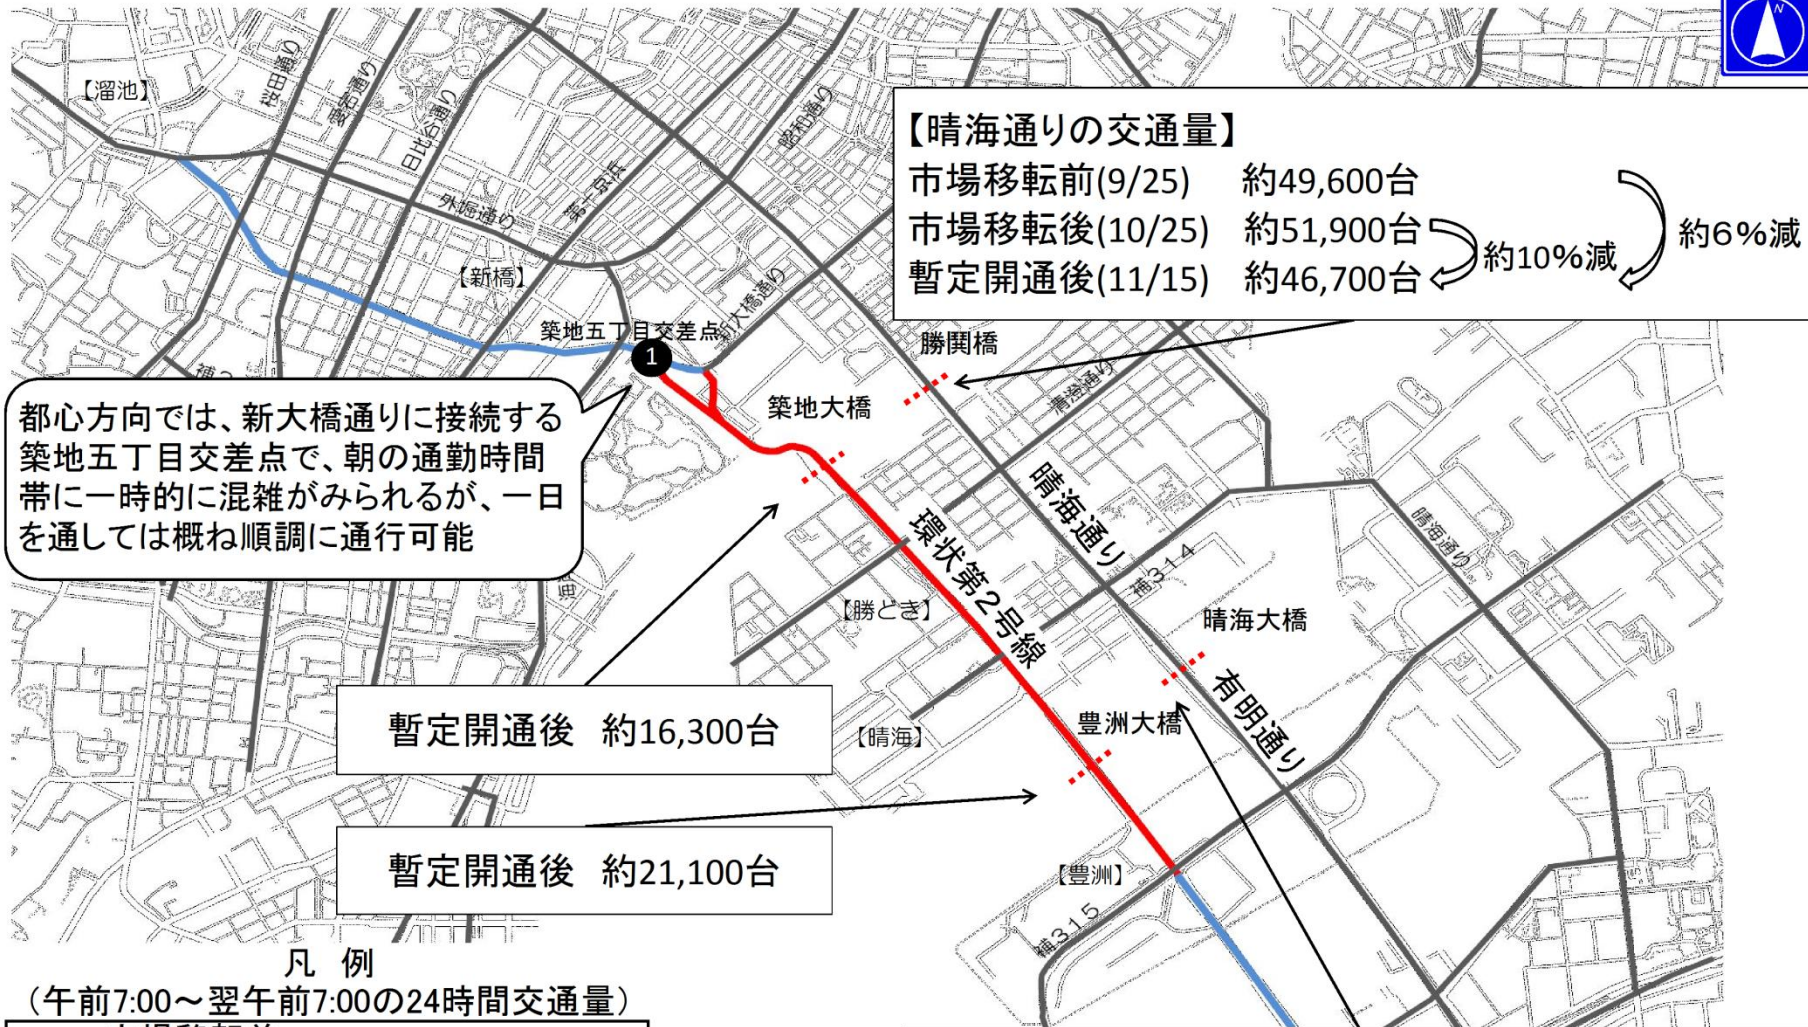 N
【溜池】
桜田通り
愛宕通り
日比谷通り
昭和通り
第一京浜
外堀通り
【新橋】
新大橋通り
築地五丁目交差点
1
【晴海通りの交通量】
市場移転前(9/25) 約49,600台
市場移転後(10/25) 約51,900台
暫定開通後(11/15) 約46,700台
約10%減
約6%減
勝鬨橋
築地大橋
清澄通り
都心方向では、新大橋通りに接続する
築地五丁目交差点で、朝の通勤時間
帯に一時的に混雑がみられるが、一日
を通しては概ね順調に通行可能
晴海通り
晴海通り
環状第2号線
補314
【勝どき】
晴海大橋
有明通り
豊洲大橋
【晴海】
暫定開通後 約16,300台
暫定開通後 約21,100台
【豊洲】
補315
凡 例
（午前7:00～翌午前7:00の24時間交通量）